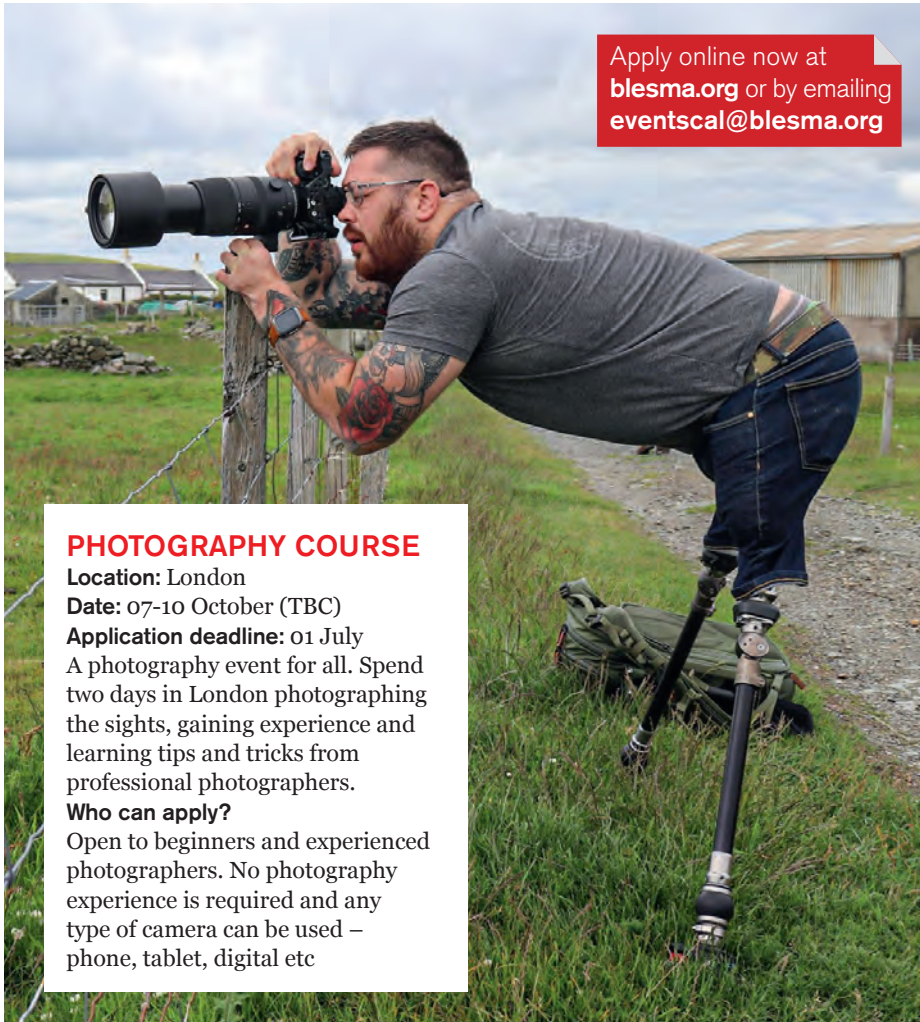 Apply online now at
blesma.org or by emailing
eventscal@blesma.org
PHOTOGRAPHY COURSE
Location: London
Date: 07-10 October (TBC)
Application deadline: 01 July
A photography event for all. Spend
two days in London photographing
the sights, gaining experience and
learning tips and tricks from
professional photographers.
Who can apply?
Open to beginners and experienced
photographers. No photography
experience is required and any
type of camera can be used –
phone, tablet, digital etc